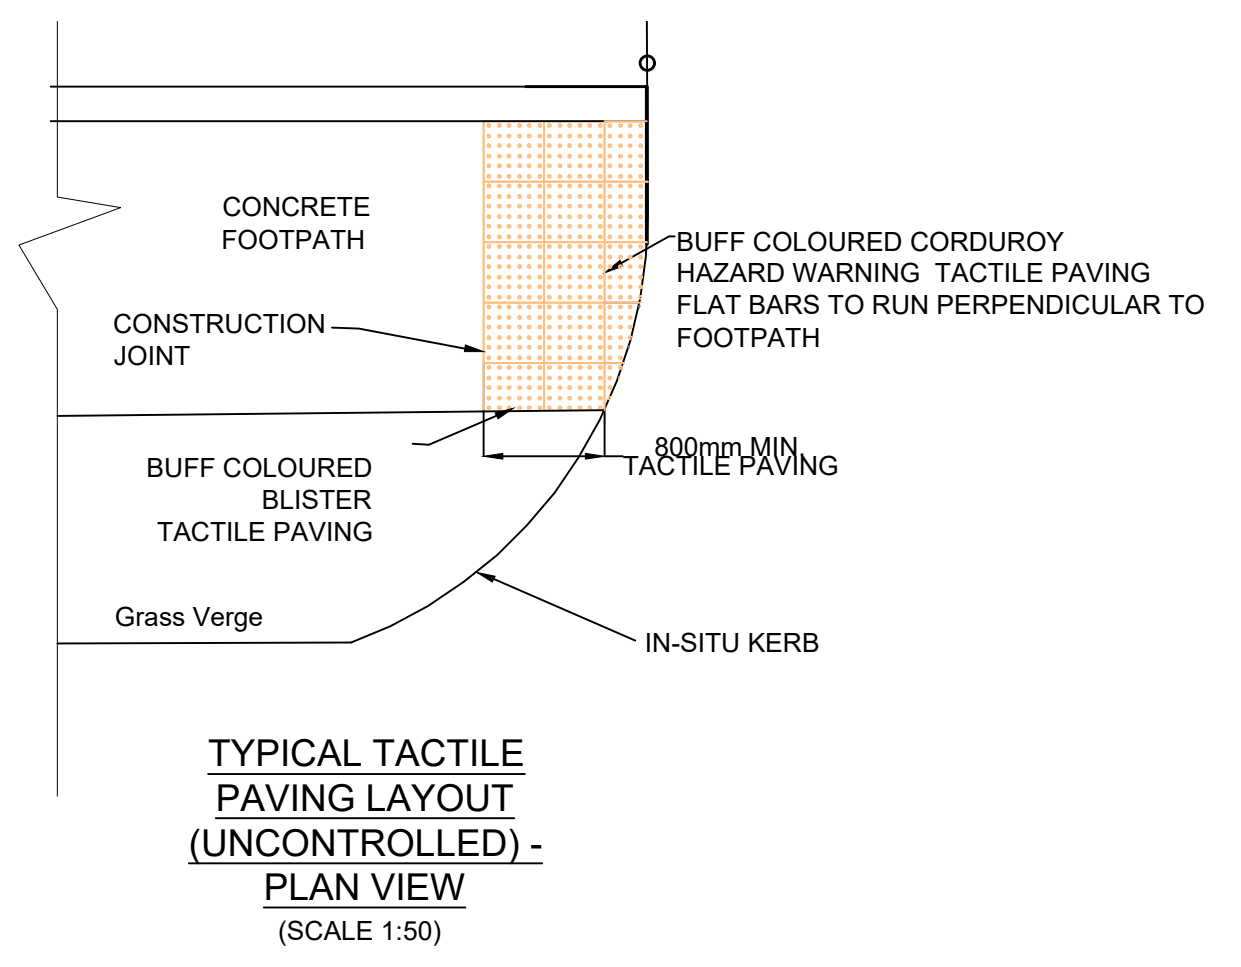 CONCRETE
FOOTPATH
BUFF COLOURED CORDUROY
HAZARD WARNING  TACTILE PAVING
FLAT BARS TO RUN PERPENDICULAR TO
FOOTPATH
CONSTRUCTION
JOINT
800mm MIN.
TACTILE PAVING
BUFF COLOURED
BLISTER
TACTILE PAVING
Grass Verge
IN-SITU KERB
TYPICAL TACTILE
PAVING LAYOUT
(UNCONTROLLED) -
PLAN VIEW
(SCALE 1:50)